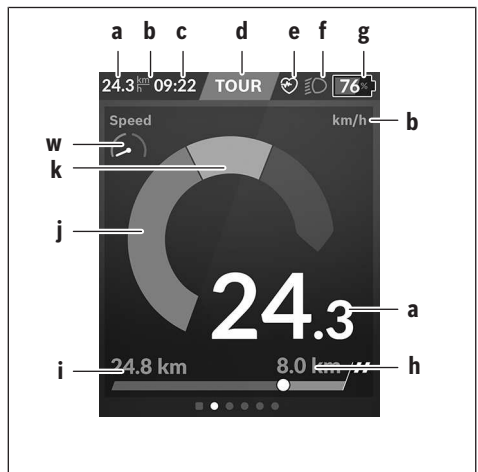 a b c d e f g
24.3 km/h 09:22 TOUR 76%
Speed km/h b
w
k
j
24.3 a
i 24.8 km 8.0 km h